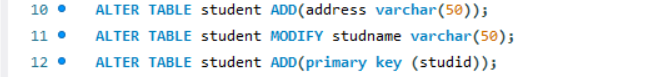 10 ALTER TABLE student ADD(address varchar(50));
11 ALTER TABLE student MODIFY studname varchar(50);
12 ALTER TABLE student ADD(primary key (studid));